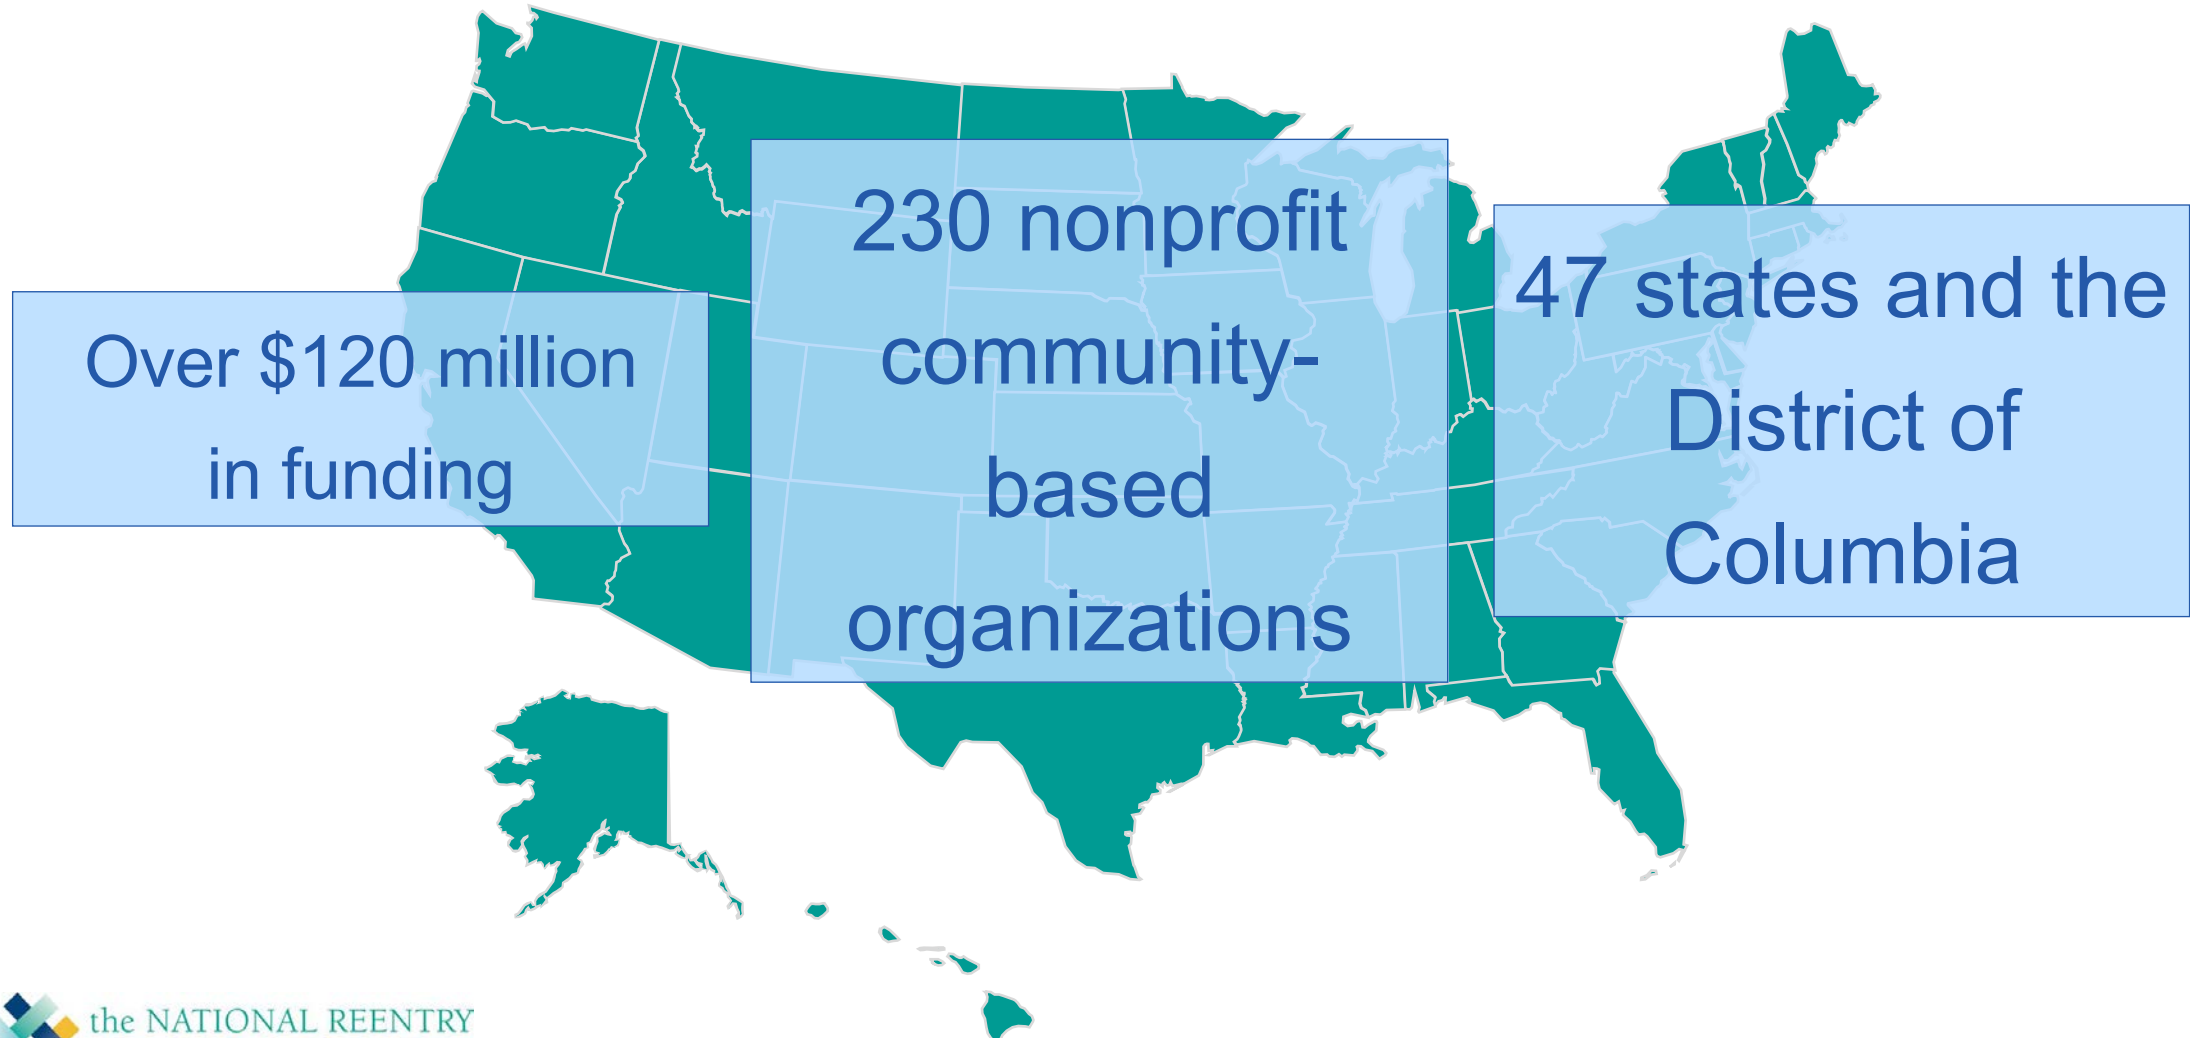 Over $120 million
in funding
230 nonprofit
community-
based
organizations
47 states and the
District of
Columbia
the NATIONAL REENTRY